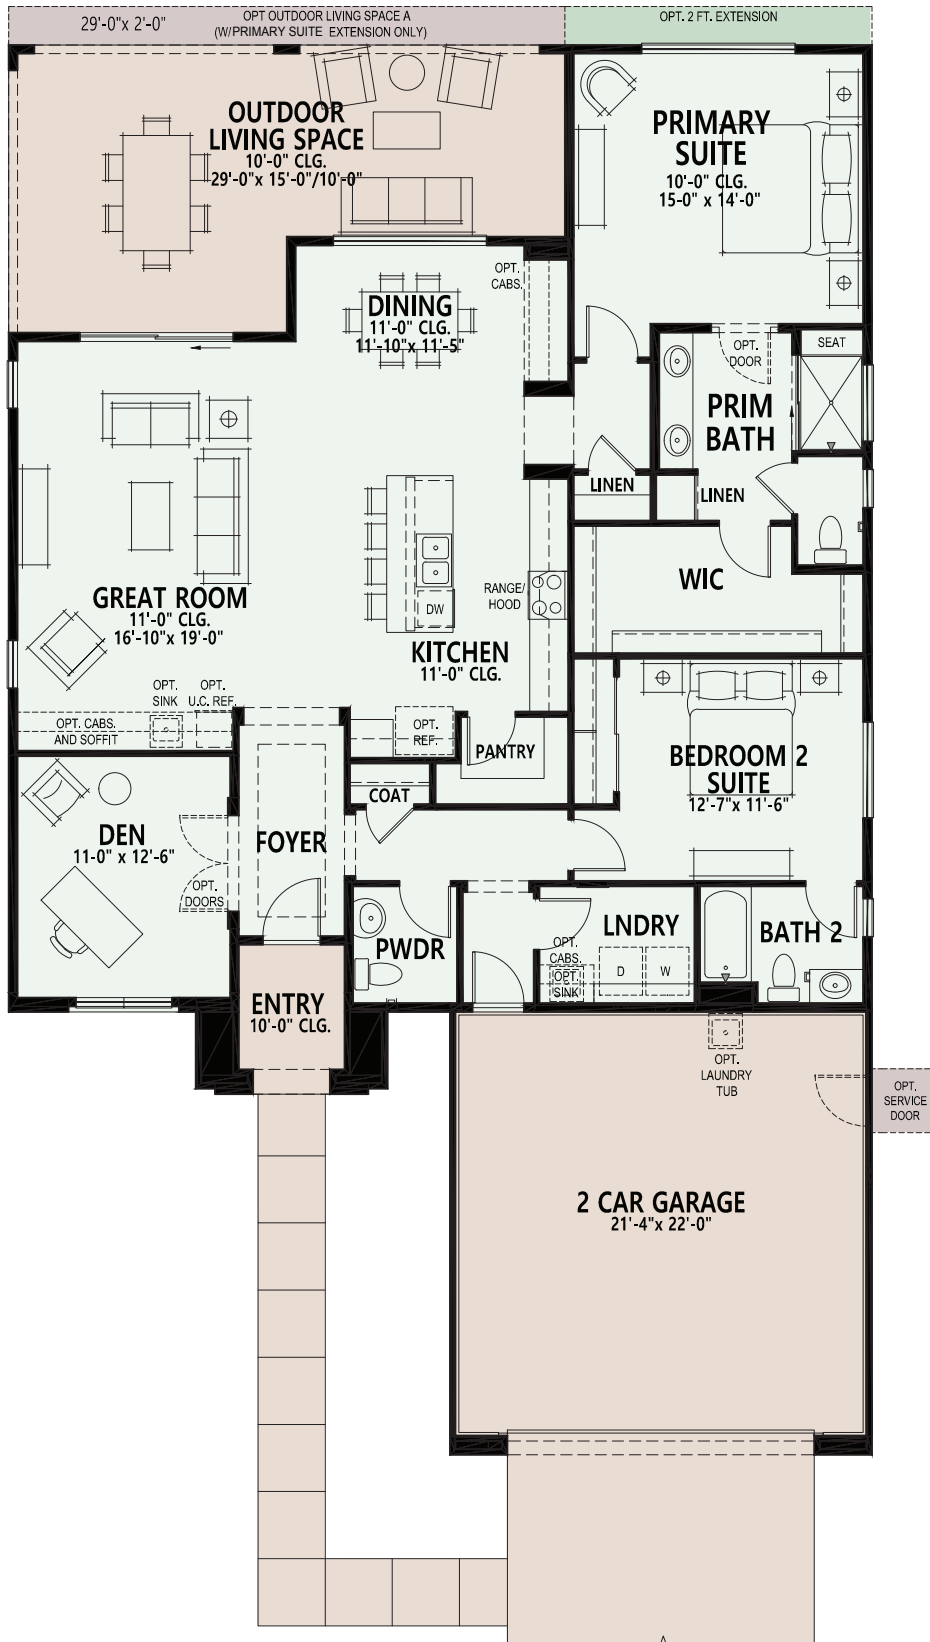 29'-0"x 2'-0"
OPT OUTDOOR LIVING SPACE A
(W/PRIMARY SUITE EXTENSION ONLY)
OPT. 2 FT. EXTENSION
OUTDOOR
LIVING SPACE
10'-0" CLG.
29'-0"x 15'-0"/10'-0"
PRIMARY
SUITE
10'-0" CLG.
15-0" x 14'-0"
OPT.
CABS.
DINING
11'-0" CLG.
11'-10"x 11'-5"
OPT.
DOOR
SEAT
PRIM
BATH
LINEN
LINEN
WIC
GREAT ROOM
11'-0" CLG.
16'-10"x 19'-0"
RANGE/
HOOD
DW
KITCHEN
11'-0" CLG.
OPT.
SINK
OPT.
U.C. REF.
OPT. CABS.
AND SOFFIT
OPT.
REF.
PANTRY
BEDROOM 2
SUITE
12'-7"x 11'-6"
COAT
DEN
11-0" x 12'-6"
FOYER
OPT.
DOORS
PWDR
LNDRY
OPT.
CABS.
OPT.
SINK
D
W
BATH 2
ENTRY
10'-0" CLG.
OPT.
LAUNDRY
TUB
OPT.
SERVICE
DOOR
2 CAR GARAGE
21'-4"x 22'-0"